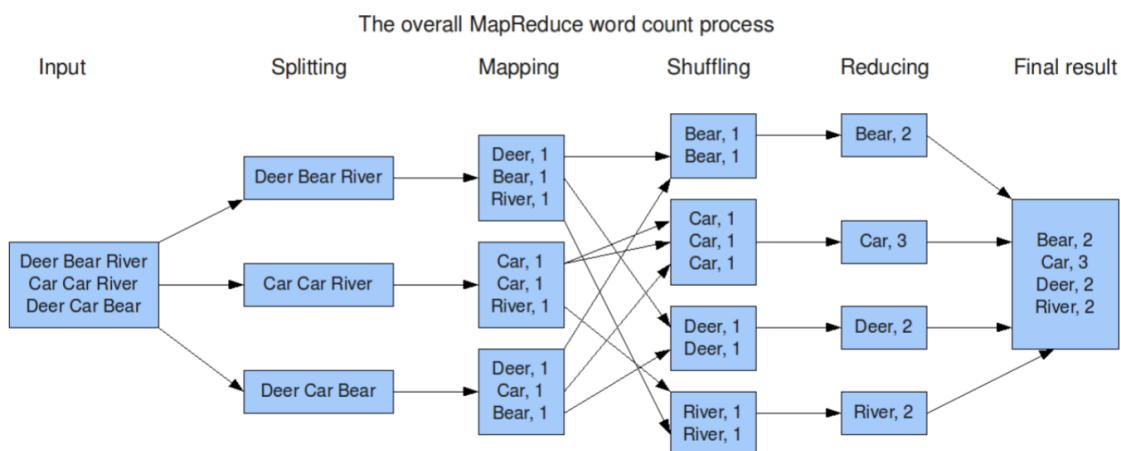 The overall MapReduce word count process
Input
Splitting
Mapping
Shuffling
Reducing
Final result
Deer Bear River
Car Car River
Deer Car Bear
Deer Bear River
Car Car River
Deer Car Bear
Deer, 1
Bear, 1
River, 1
Car, 1
Car, 1
River, 1
Deer, 1
Car, 1
Bear, 1
Bear, 1
Bear, 1
Car, 1
Car, 1
Car, 1
Deer, 1
Deer, 1
River, 1
River, 1
Bear, 2
Car, 3
Deer, 2
River, 2
Bear, 2
Car, 3
Deer, 2
River, 2